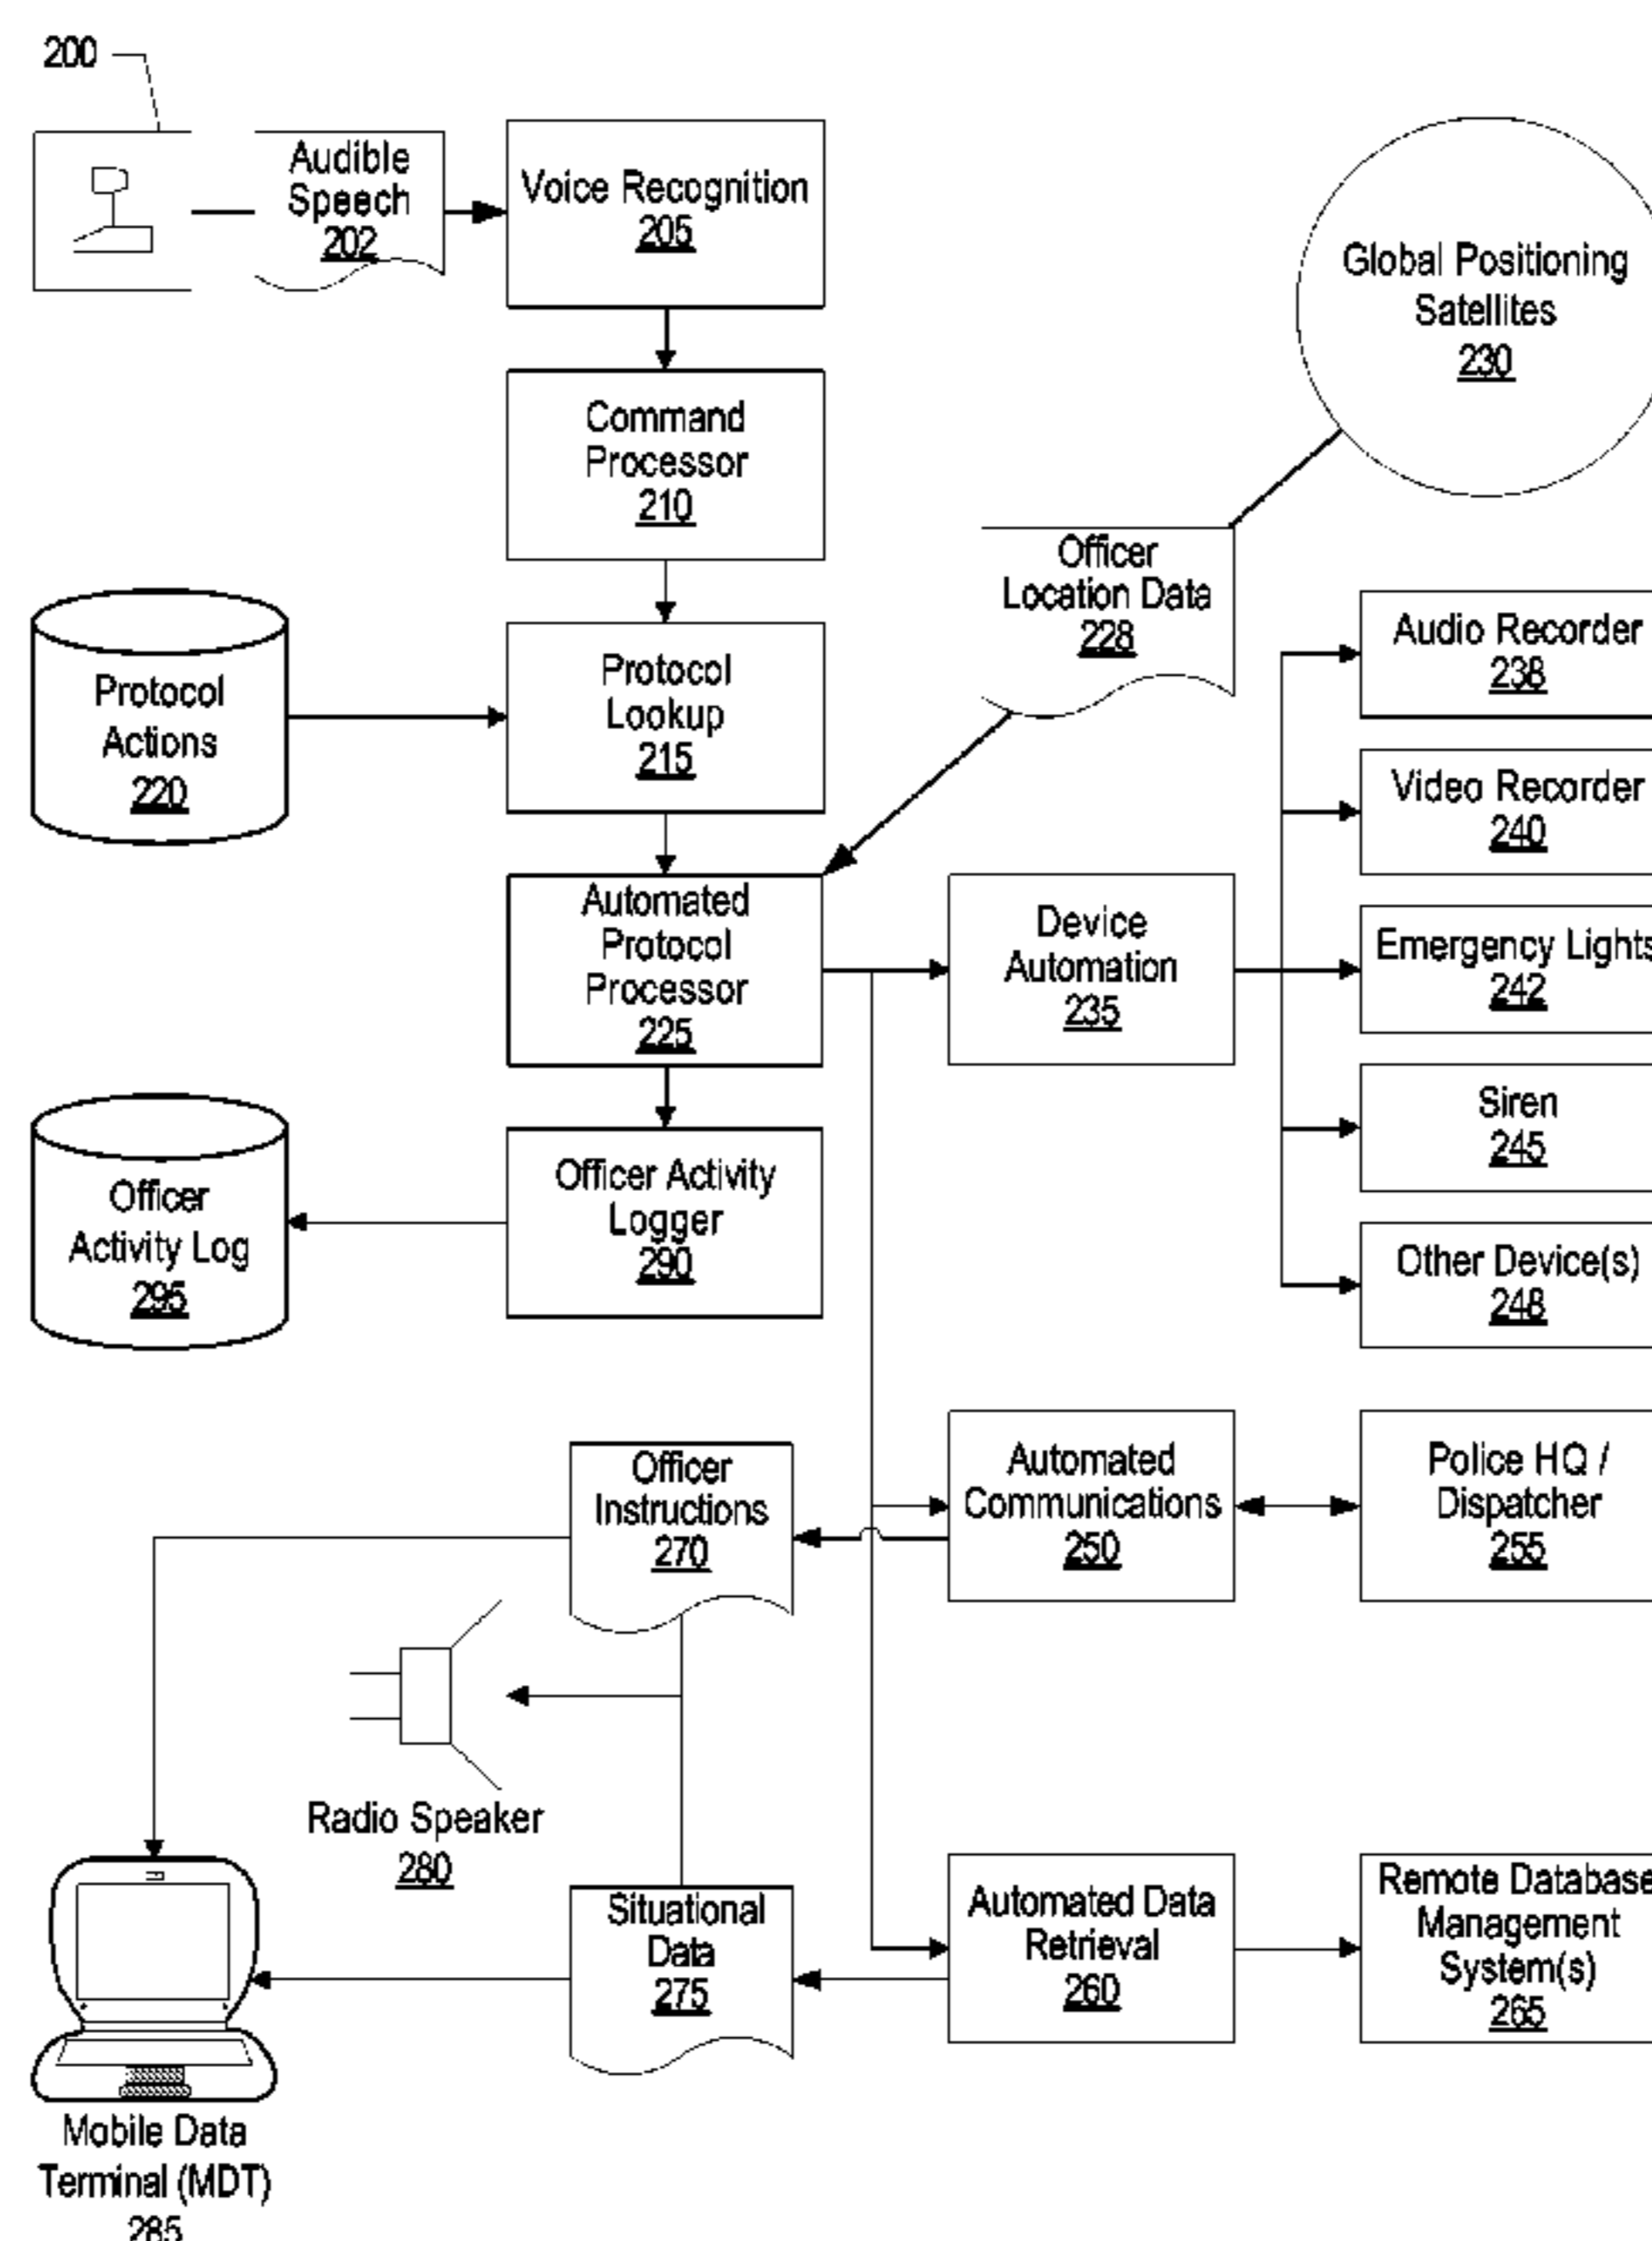 200
Audible
Speech
202
Voice Recognition
205
Global Positioning
Satellites
230
Command
Processor
210
Officer
Location Data
228
Protocol
Actions
220
Protocol
Lookup
215
Audio Recorder
238
Video Recorder
240
Automated
Protocol
Processor
225
Device
Automation
235
Emergency Lights
242
Siren
245
Officer
Activity Log
295
Officer Activity
Logger
290
Other Device(s)
248
Officer
Instructions
270
Automated
Communications
250
Police HQ /
Dispatcher
255
Radio Speaker
280
Situational
Data
275
Automated Data
Retrieval
260
Remote Database
Management
System(s)
265
Mobile Data
Terminal (MDT)
285